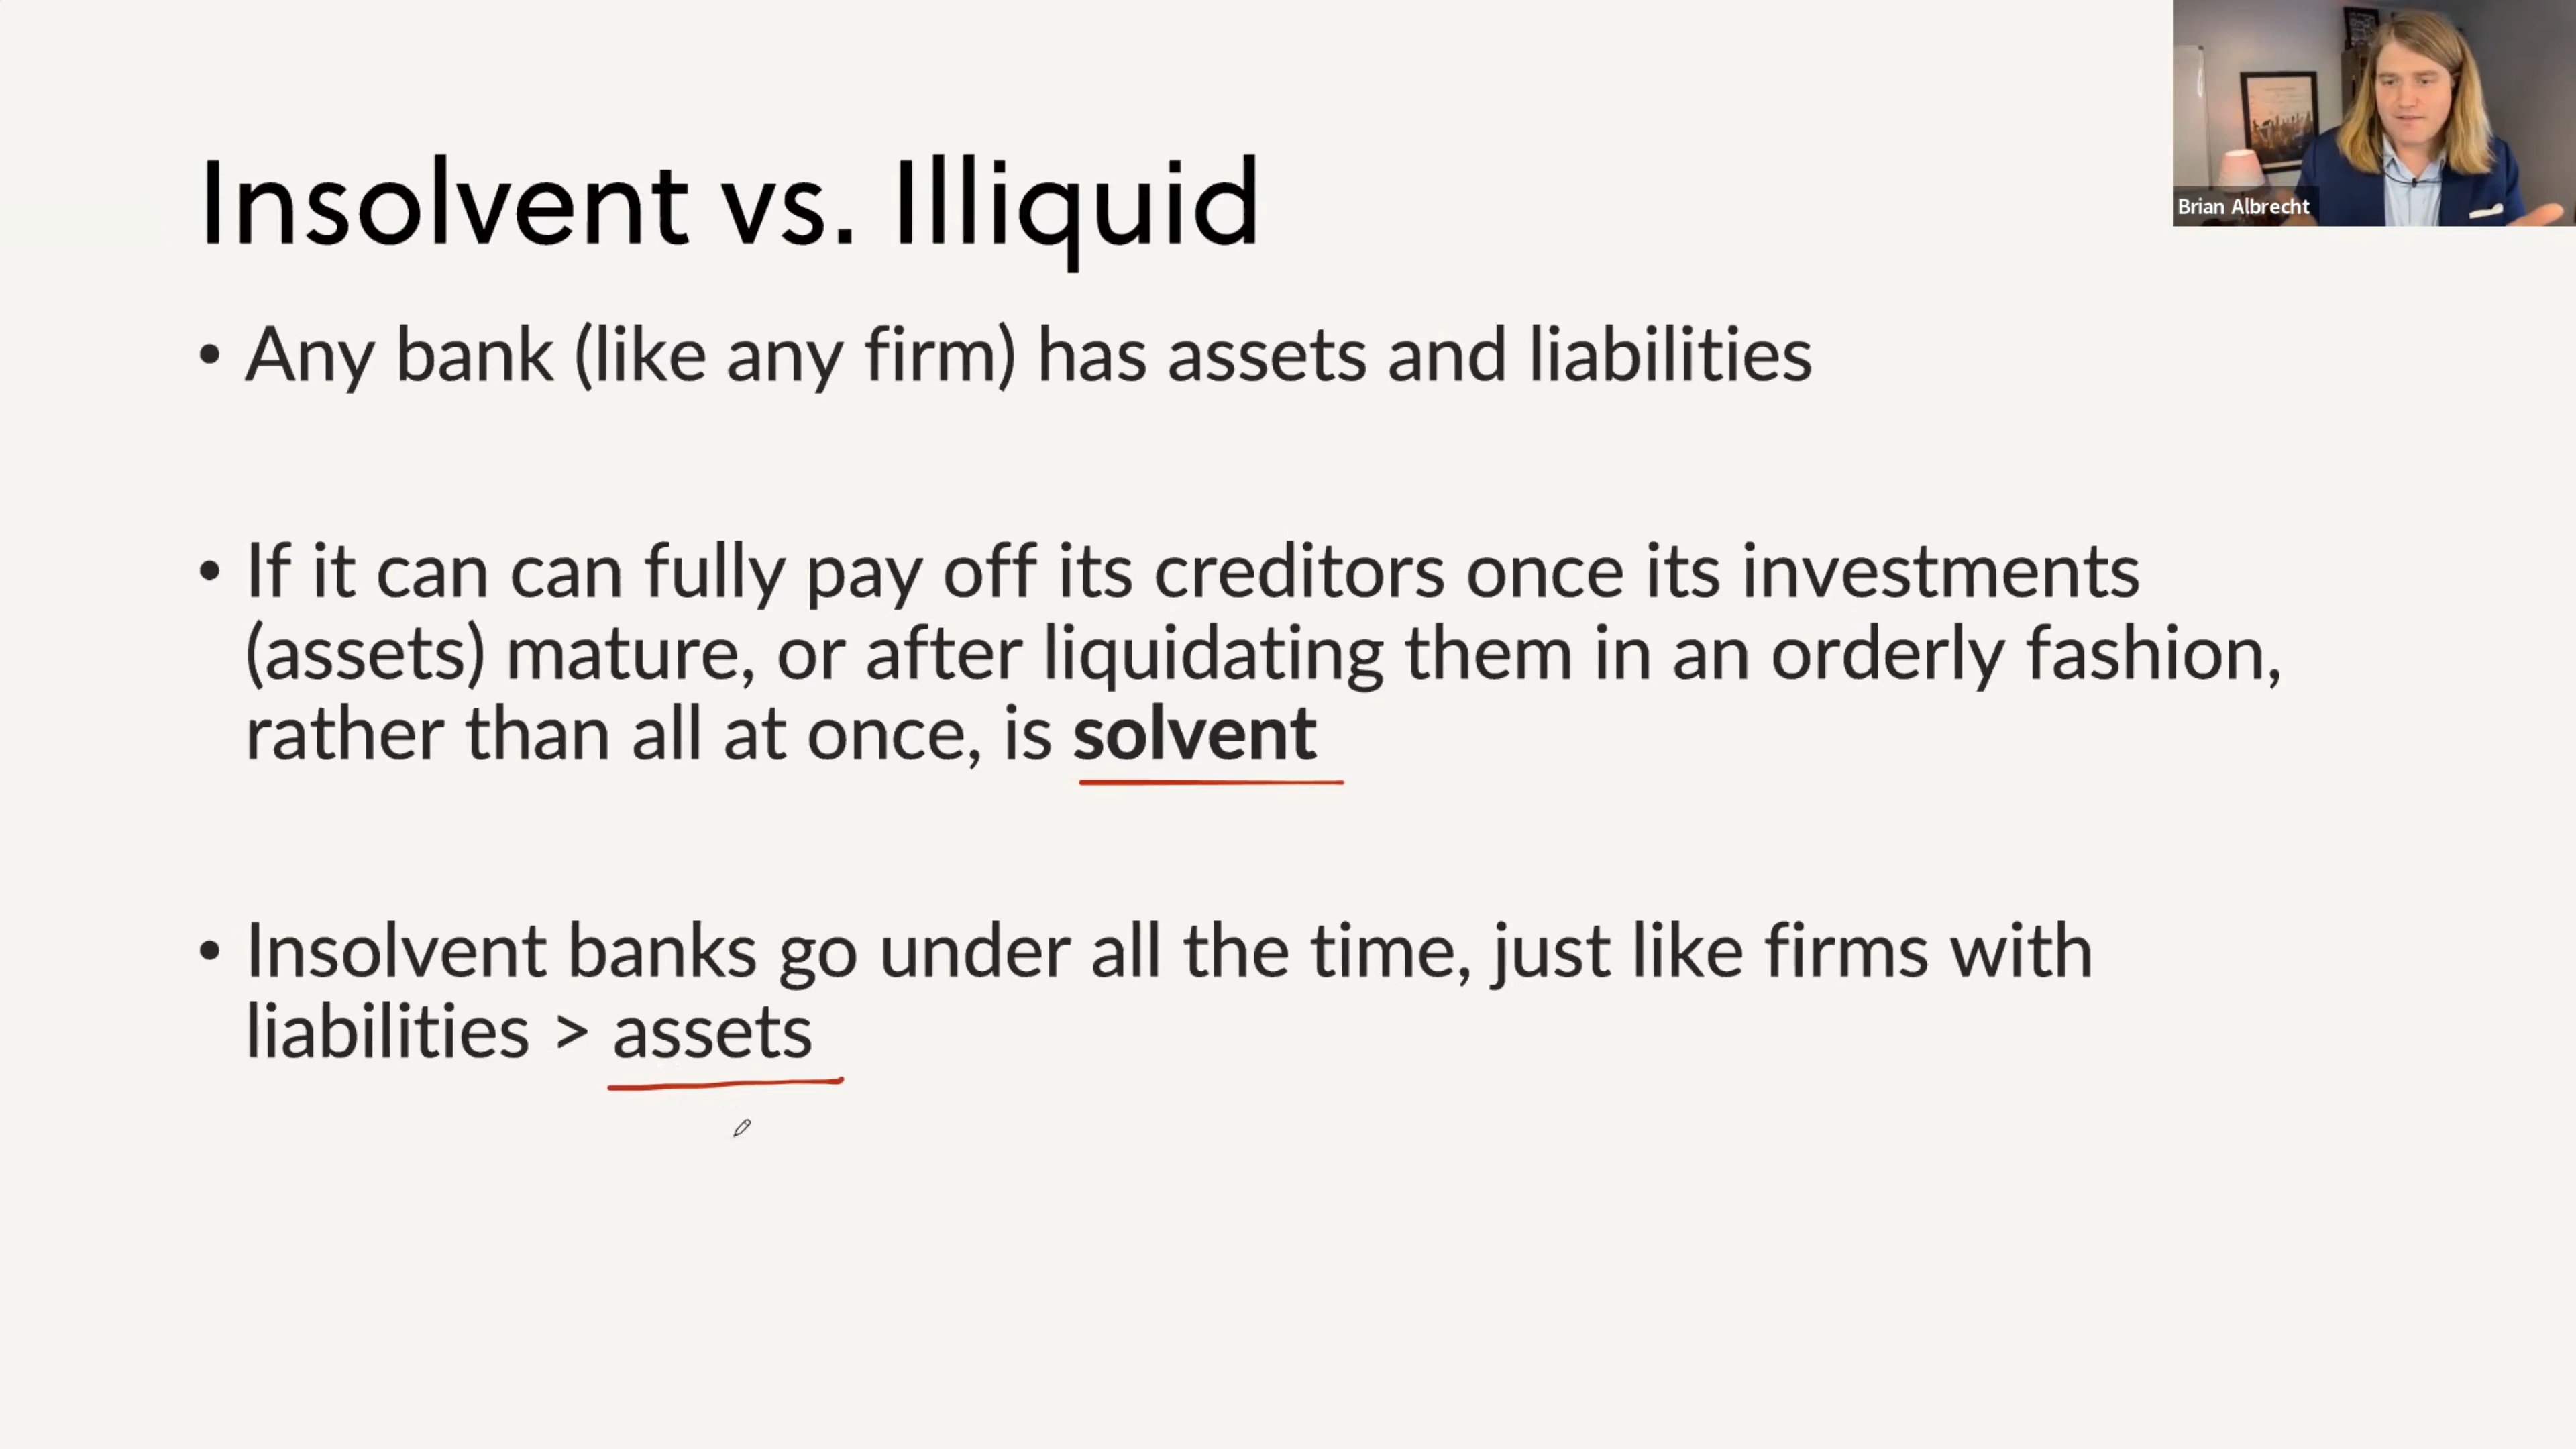 Insolvent vs. Illiquid
Brian Albrecht
• Any bank (like any firm) has assets and liabilities
• If it can can fully pay off its creditors once its investments
(assets) mature, or after liquidating them in an orderly fashion,
rather than all at once, is solvent
• Insolvent banks go under all the time, just like firms with
liabilities > assets